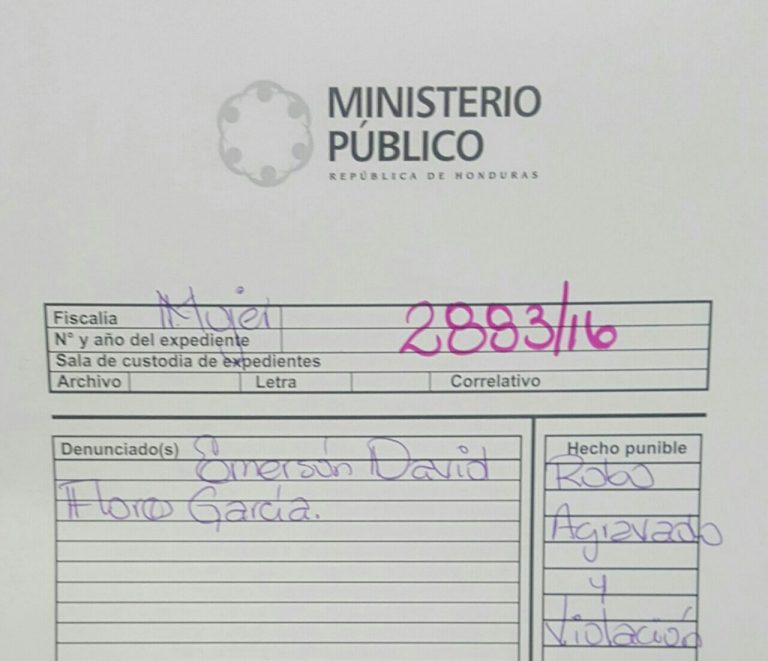 MINISTERIO
PÚBLICO
REPÚBLICA DE HONDURAS
Fiscalia Mujer
N° y año del expediente 2883/16
Sala de custodia de expedientes
Archivo Letra Correlativo
Denunciado(s) Emerson David
Flores García.
Hecho punible
Robo
Agravado
y
Violación